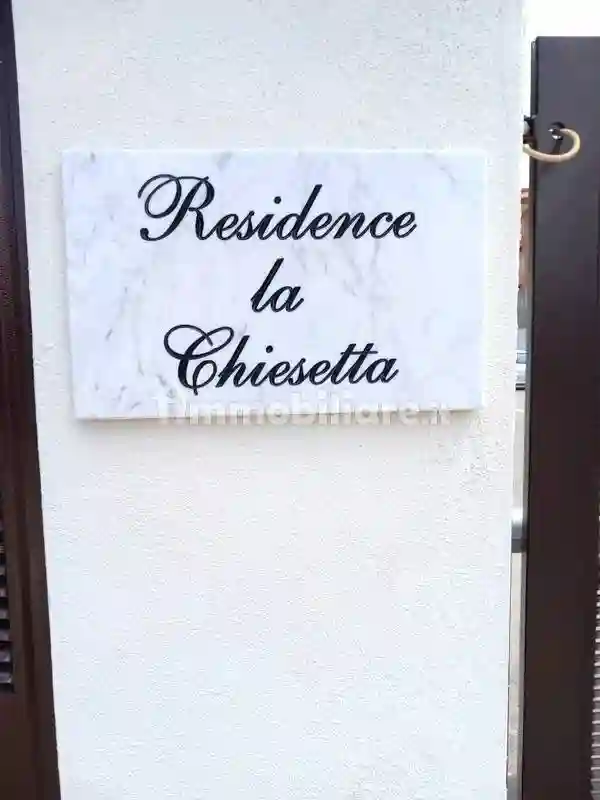 Residence
la
Chiesetta
immobiliare.it